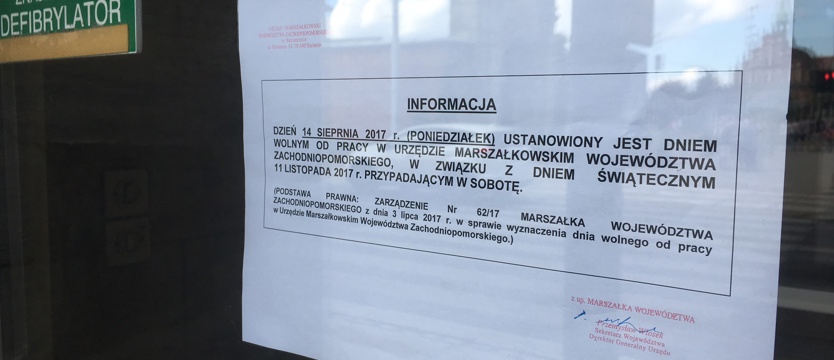 DEFIBRYLATOR
INFORMACJA
DZIEŃ 14 SIEPRNIA 2017 r. (PONIEDZIAŁEK) USTANOWIONY JEST DNIEM
WOLNYM OD PRACY W URZĘDZIE MARSZAŁKOWSKIM WOJEWÓDZTWA
ZACHODNIOPOMORSKIEGO, W ZWIĄZKU Z DNIEM ŚWIĄTECZNYM
11 LISTOPADA 2017 r. PRZYPADAJĄCYM W SOBOTĘ.
(PODSTAWA PRAWNA: ZARZĄDZENIE Nr 62/17 MARSZAŁKA WOJEWÓDZTWA
ZACHODNIOPOMORSKIEGO z dnia 3 lipca 2017 r. w sprawie wyznaczenia dnia wolnego od pracy
w Urzędzie Marszałkowskim Województwa Zachodniopomorskiego.)
z up. MARSZAŁKA WOJEWÓDZTWA
Sekretarz Województwa
Dyrektor Generalny Urzędu